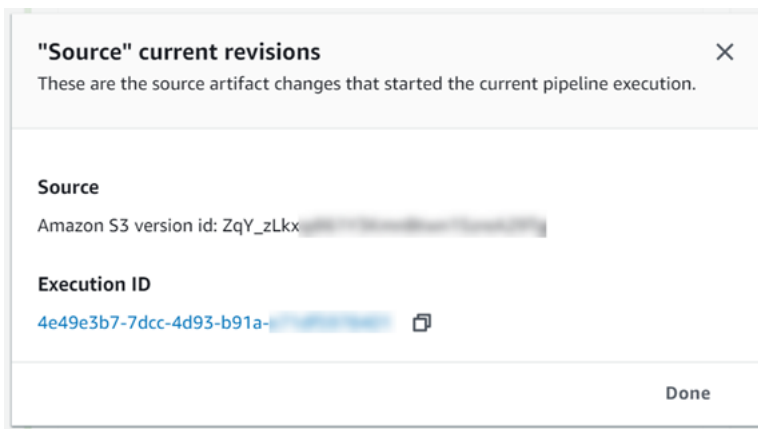 "Source" current revisions
These are the source artifact changes that started the current pipeline execution.
Source
Amazon S3 version id: ZqY_zLkx
Execution ID
4e49e3b7-7dcc-4d93-b91a-
Done